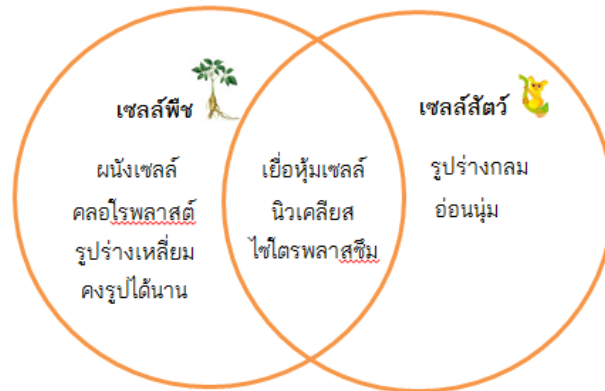 เซลล์พืช
ผนังเซลล์
คลอโรพลาสต์
รูปร่างเหลี่ยม
คงรูปได้นาน
เยื่อหุ้มเซลล์
นิวเคลียส
ไซโตรพลาสซึม
เซลล์สัตว์
รูปร่างกลม
อ่อนนุ่ม